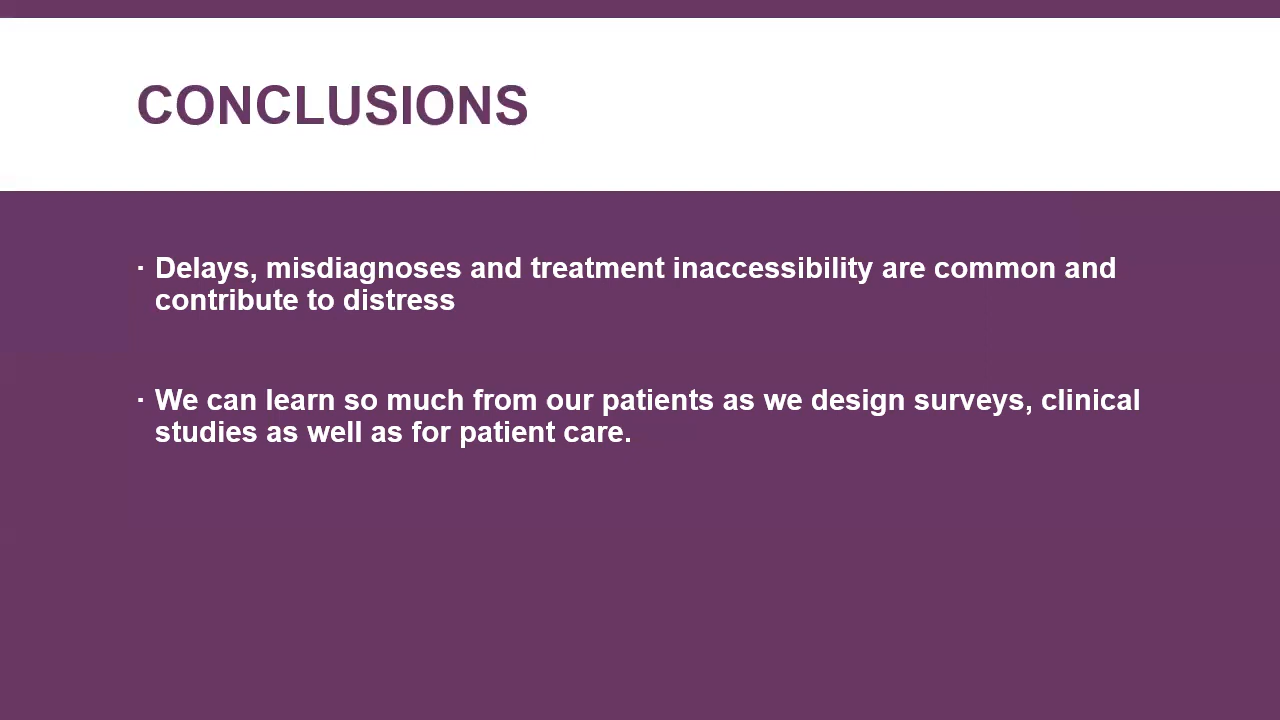 CONCLUSIONS
· Delays, misdiagnoses and treatment inaccessibility are common and
contribute to distress
· We can learn so much from our patients as we design surveys, clinical
studies as well as for patient care.